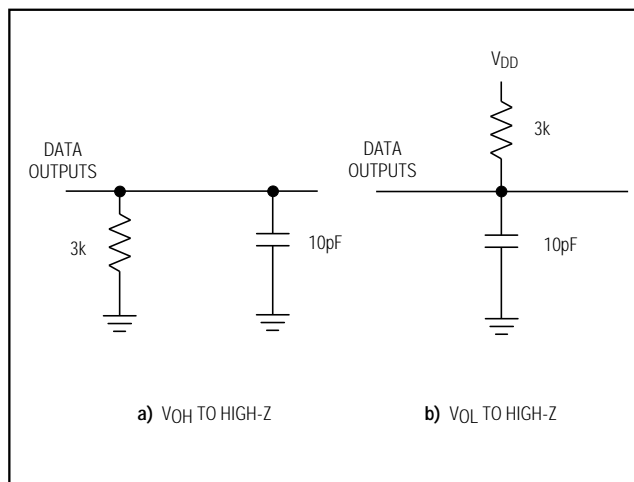 DATA
OUTPUTS
3k
10pF
a) VOH TO HIGH-Z
VDD
3k
DATA
OUTPUTS
10pF
b) VOL TO HIGH-Z